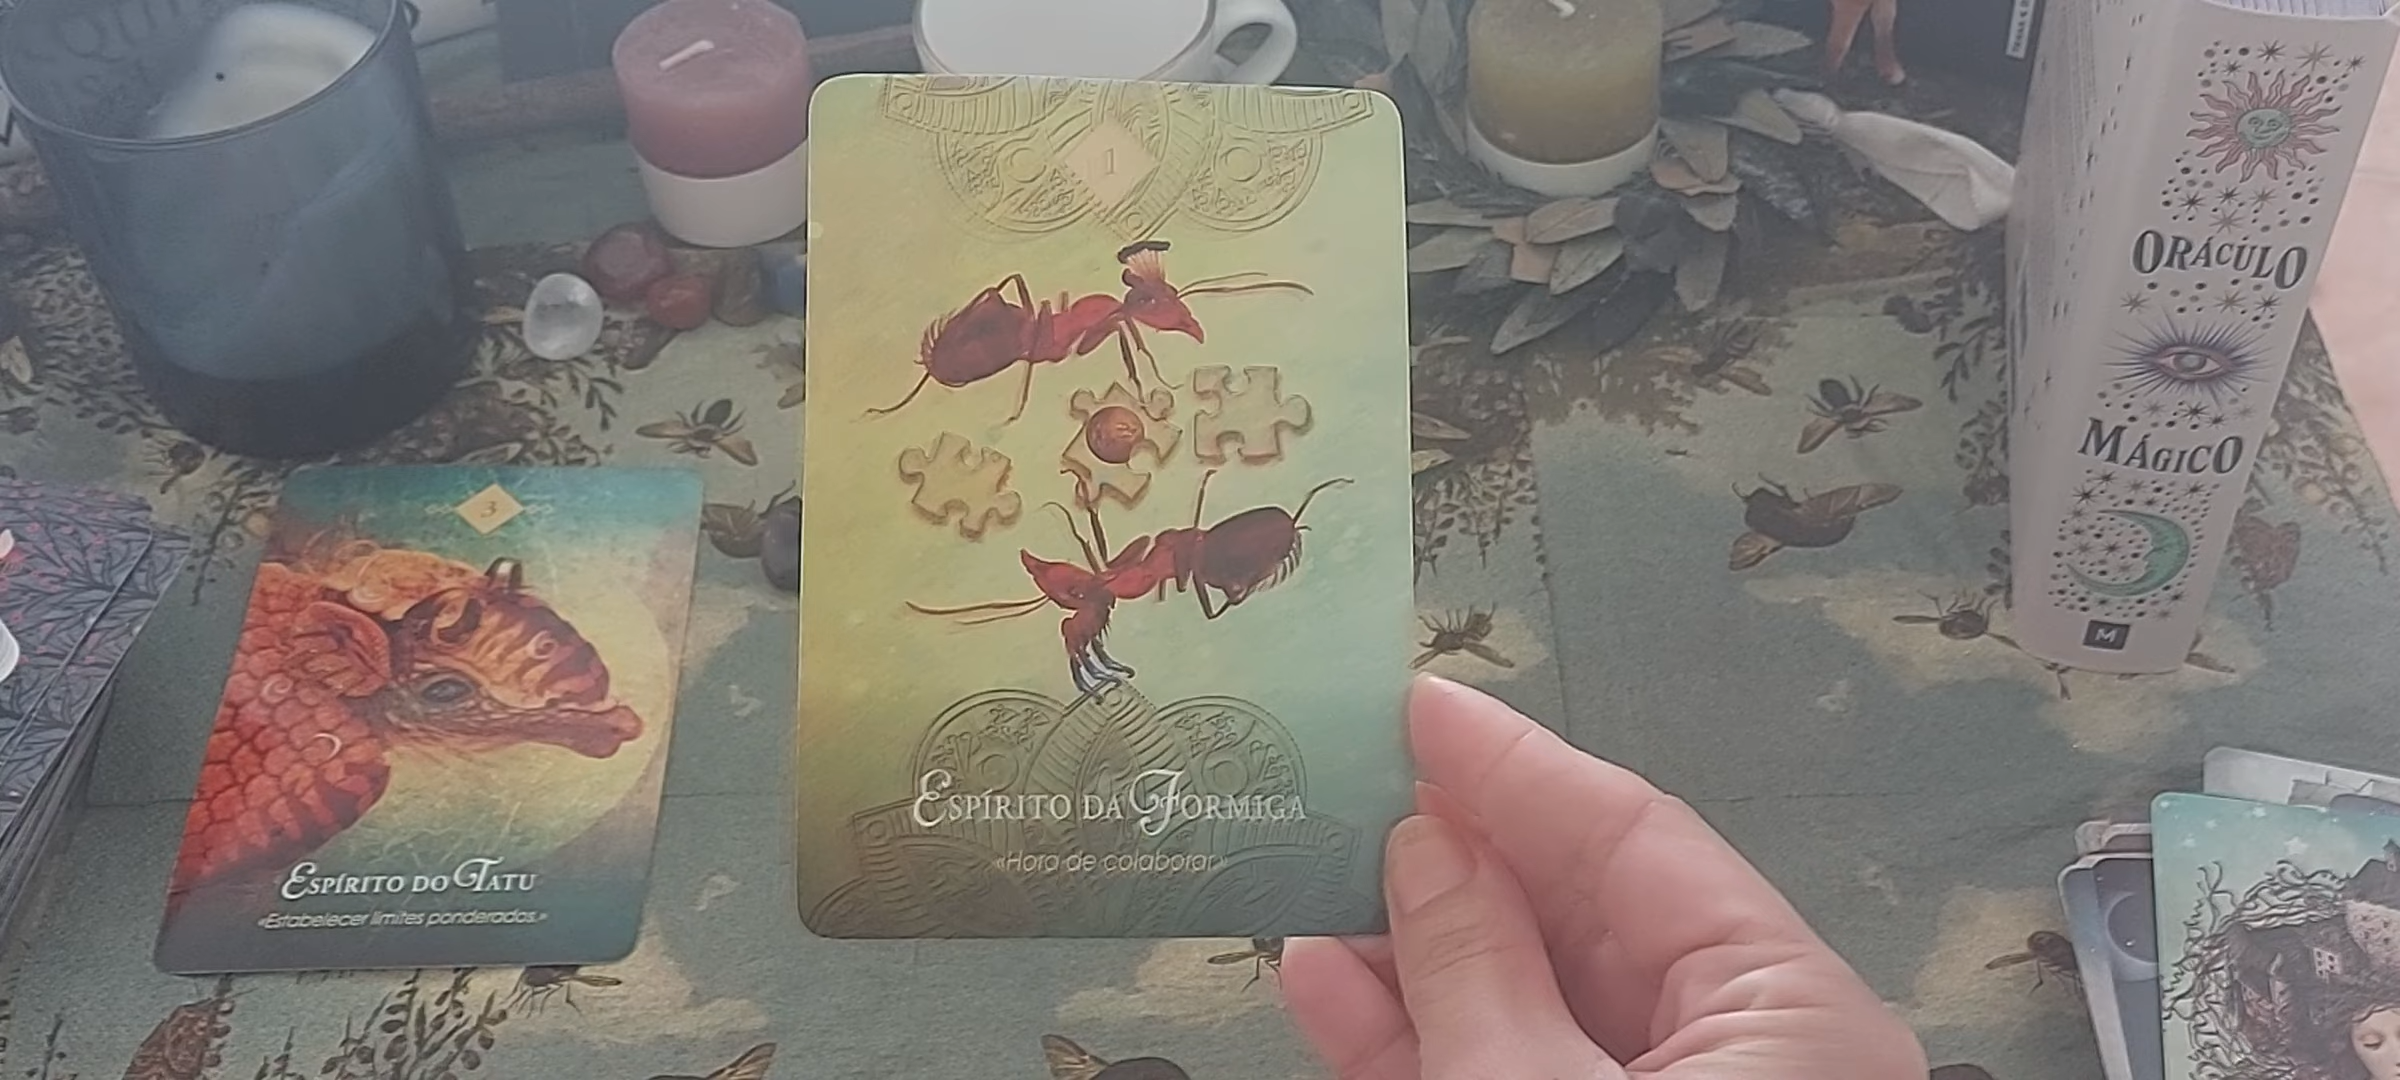 3
Espírito do Tatu
«Estabelecer limites ponderados.»
1
Espírito da Formiga
«Hora de colaborar»
ORÁCULO
MÁGICO
M